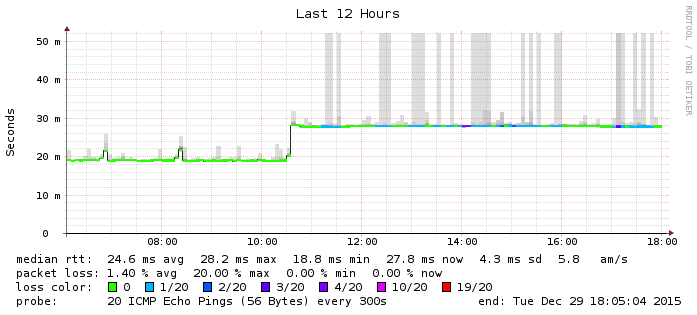 Last 12 Hours
RRDTOOL / TOBI OETIKER
Seconds
50 m
40 m
30 m
20 m
10 m
0
08:00 10:00 12:00 14:00 16:00 18:00
median rtt: 24.6 ms avg 28.2 ms max 18.8 ms min 27.8 ms now 4.3 ms sd 5.8 am/s
packet loss: 1.40 % avg 20.00 % max 0.00 % min 0.00 % now
loss color: 0 1/20 2/20 3/20 4/20 10/20 19/20
probe: 20 ICMP Echo Pings (56 Bytes) every 300s end: Tue Dec 29 18:05:04 2015